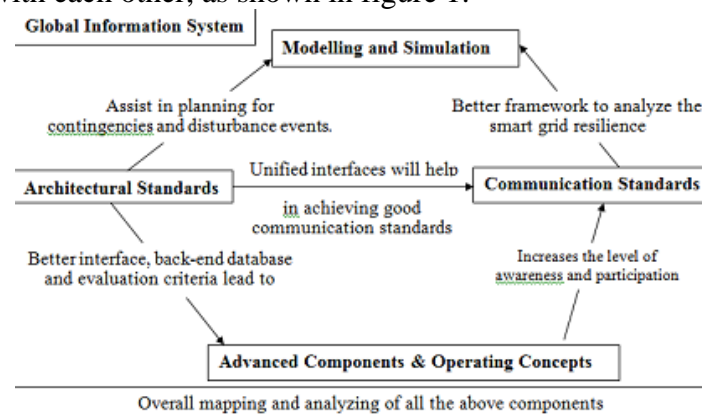 with each other, as shown in figure 1.
Global Information System
Modelling and Simulation
Assist in planning for
contingencies and disturbance events.
Better framework to analyze the
smart grid resilience
Architectural Standards
Unified interfaces will help
in achieving good
communication standards
Communication Standards
Better interface, back-end database
and evaluation criteria lead to
Increases the level of
awareness and participation
Advanced Components & Operating Concepts
Overall mapping and analyzing of all the above components